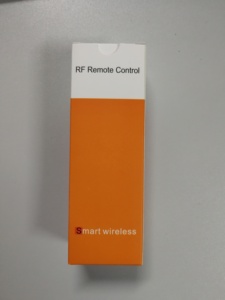 RF Remote Control
Smart wireless